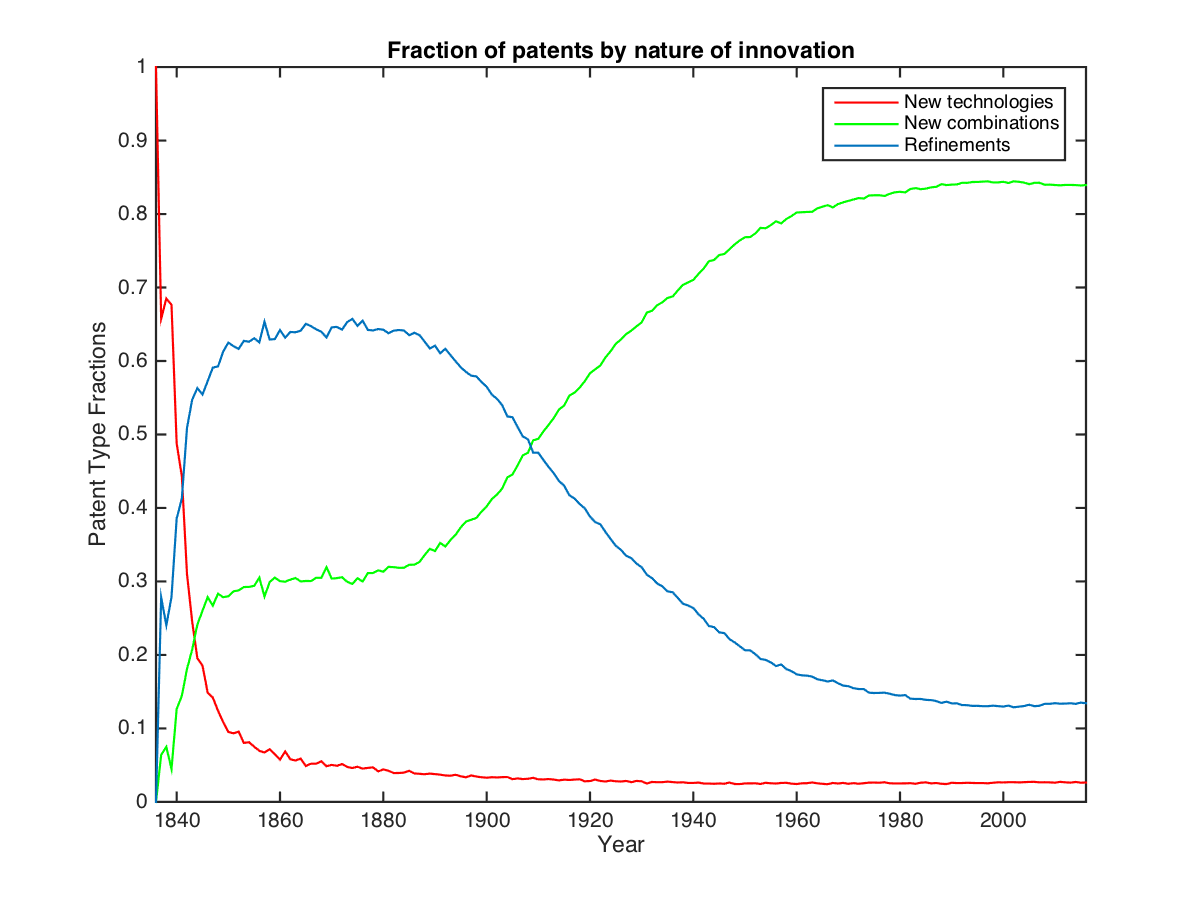 Fraction of patents by nature of innovation
1
0.9
0.8
0.7
0.6
0.5
0.4
0.3
0.2
0.1
0
Patent Type Fractions
New technologies
New combinations
Refinements
1840 1860 1880 1900 1920 1940 1960 1980 2000
Year